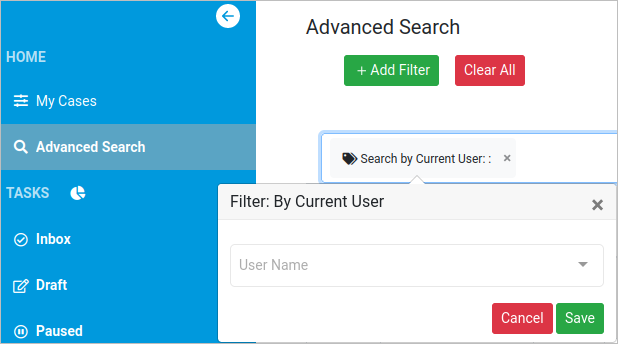 HOME
My Cases
Advanced Search
TASKS
Inbox
Draft
Paused
Advanced Search
+ Add Filter
Clear All
Search by Current User: : ×
Filter: By Current User ×
User Name
Cancel
Save